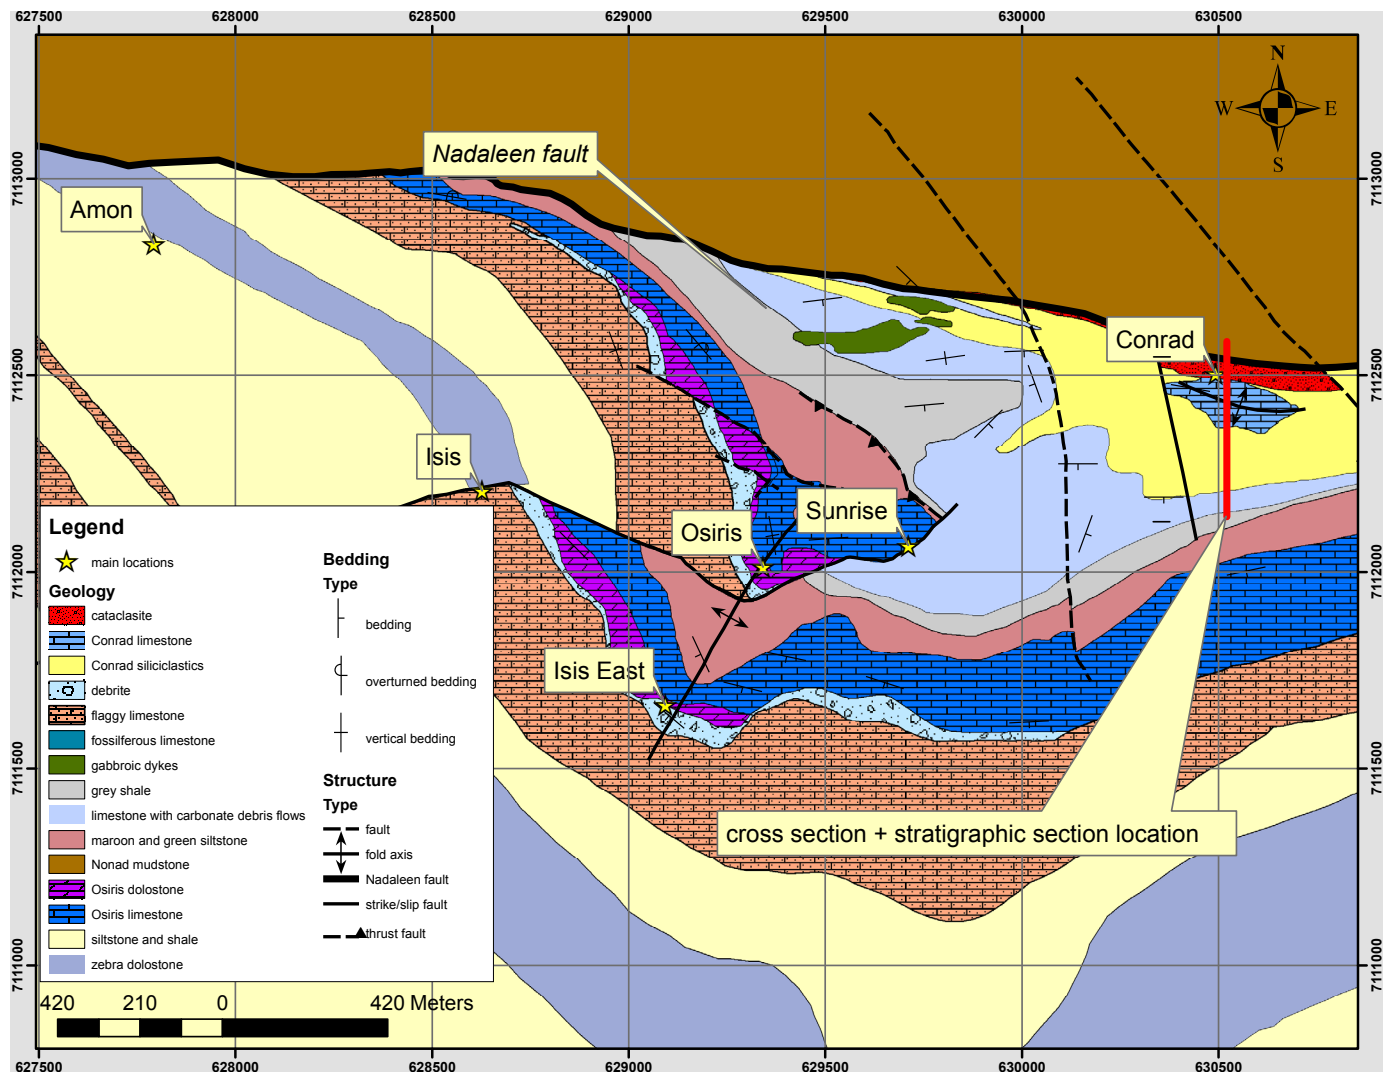 627500 628000 628500 629000 629500 630000 630500
N
W E
S
7113000 7113000
Nadaleen fault
Amon
Conrad
7112500 7112500
Isis
Sunrise
Osiris
7112000 7112000
Isis East
7111500 7111500
cross section + stratigraphic section location
7111000 7111000
Legend
main locations
Geology
cataclasite
Conrad limestone
Conrad siliciclastics
debrite
flaggy limestone
fossilferous limestone
gabbroic dykes
grey shale
limestone with carbonate debris flows
maroon and green siltstone
Nonad mudstone
Osiris dolostone
Osiris limestone
siltstone and shale
zebra dolostone
Bedding
Type
bedding
overturned bedding
vertical bedding
Structure
Type
fault
fold axis
Nadaleen fault
strike/slip fault
thrust fault
420 210 0 420 Meters
627500 628000 628500 629000 629500 630000 630500